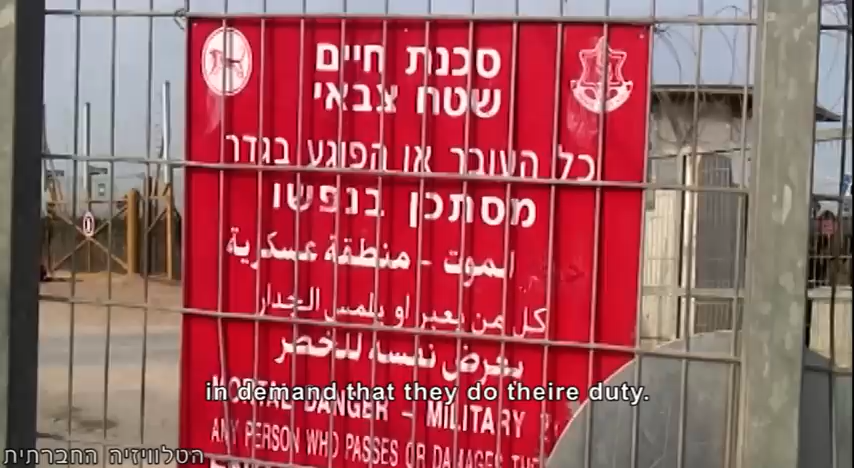 סכנת חיים
שטח צבאי
כל העובר או הפוגע בגדר
מסתכן בנפשו
الموت - منطقة عسكرية
كل من يعبر او يلمس الجدار
يعرض نفسه للخطر
in demand that they do theire duty.
MORTAL DANGER - MILITARY
ANY PERSON WHO PASSES OR DAMAGES THE
הטלוויזיה החברתית